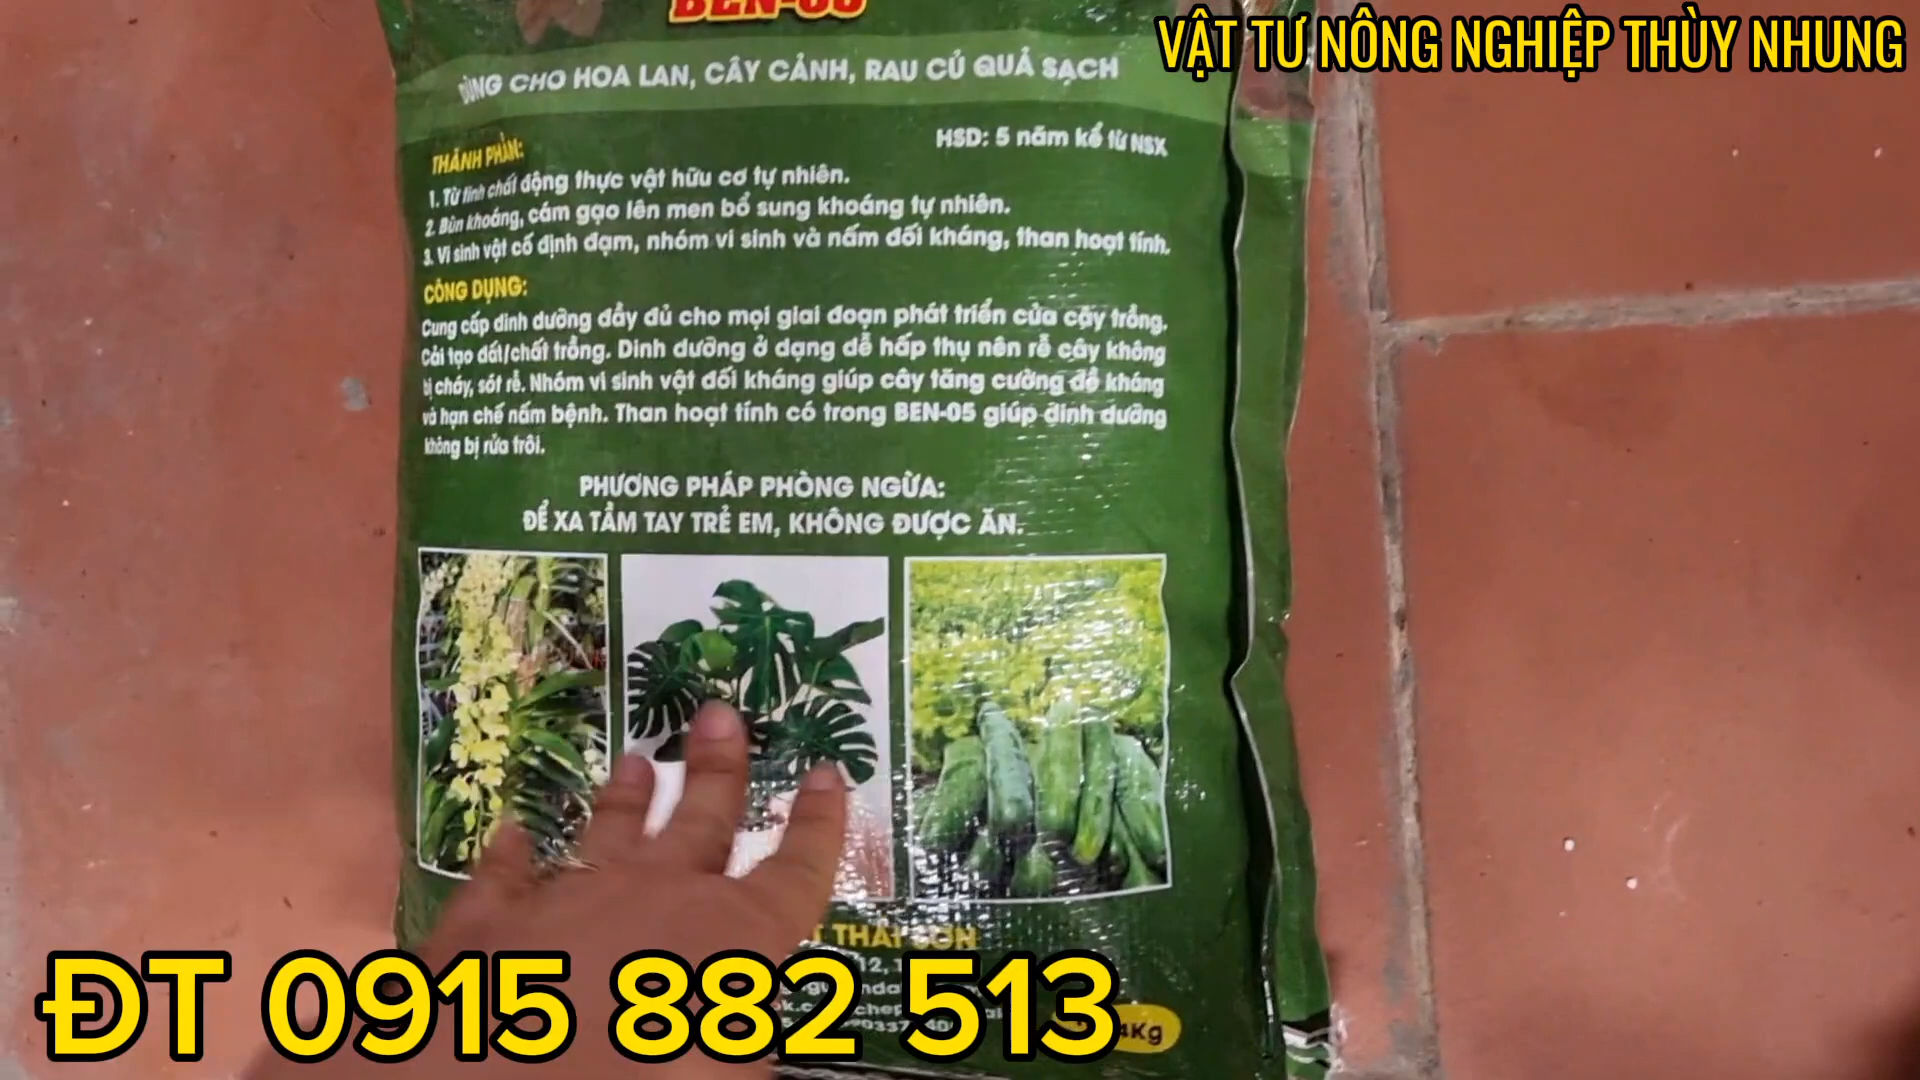 BEN-05
VẬT TƯ NÔNG NGHIỆP THÙY NHUNG
DÙNG CHO HOA LAN, CÂY CẢNH, RAU CỦ QUẢ SẠCH
HSD: 5 năm kể từ NSX
THÀNH PHẦN:
1. Từ tinh chất động thực vật hữu cơ tự nhiên.
2. Bùn khoáng, cám gạo lên men bổ sung khoáng tự nhiên.
3. Vi sinh vật cố định đạm, nhóm vi sinh và nấm đối kháng, than hoạt tính.
CÔNG DỤNG:
Cung cấp dinh dưỡng đầy đủ cho mọi giai đoạn phát triển của cây trồng.
Cải tạo đất/chất trồng. Dinh dưỡng ở dạng dễ hấp thụ nên rễ cây không
bị cháy, sót rễ. Nhóm vi sinh vật đối kháng giúp cây tăng cường đề kháng
và hạn chế nấm bệnh. Than hoạt tính có trong BEN-05 giúp dinh dưỡng
không bị rửa trôi.
PHƯƠNG PHÁP PHÒNG NGỪA:
ĐỂ XA TẦM TAY TRẺ EM, KHÔNG ĐƯỢC ĂN.
THÁI SƠN
4Kg
ĐT 0915 882 513